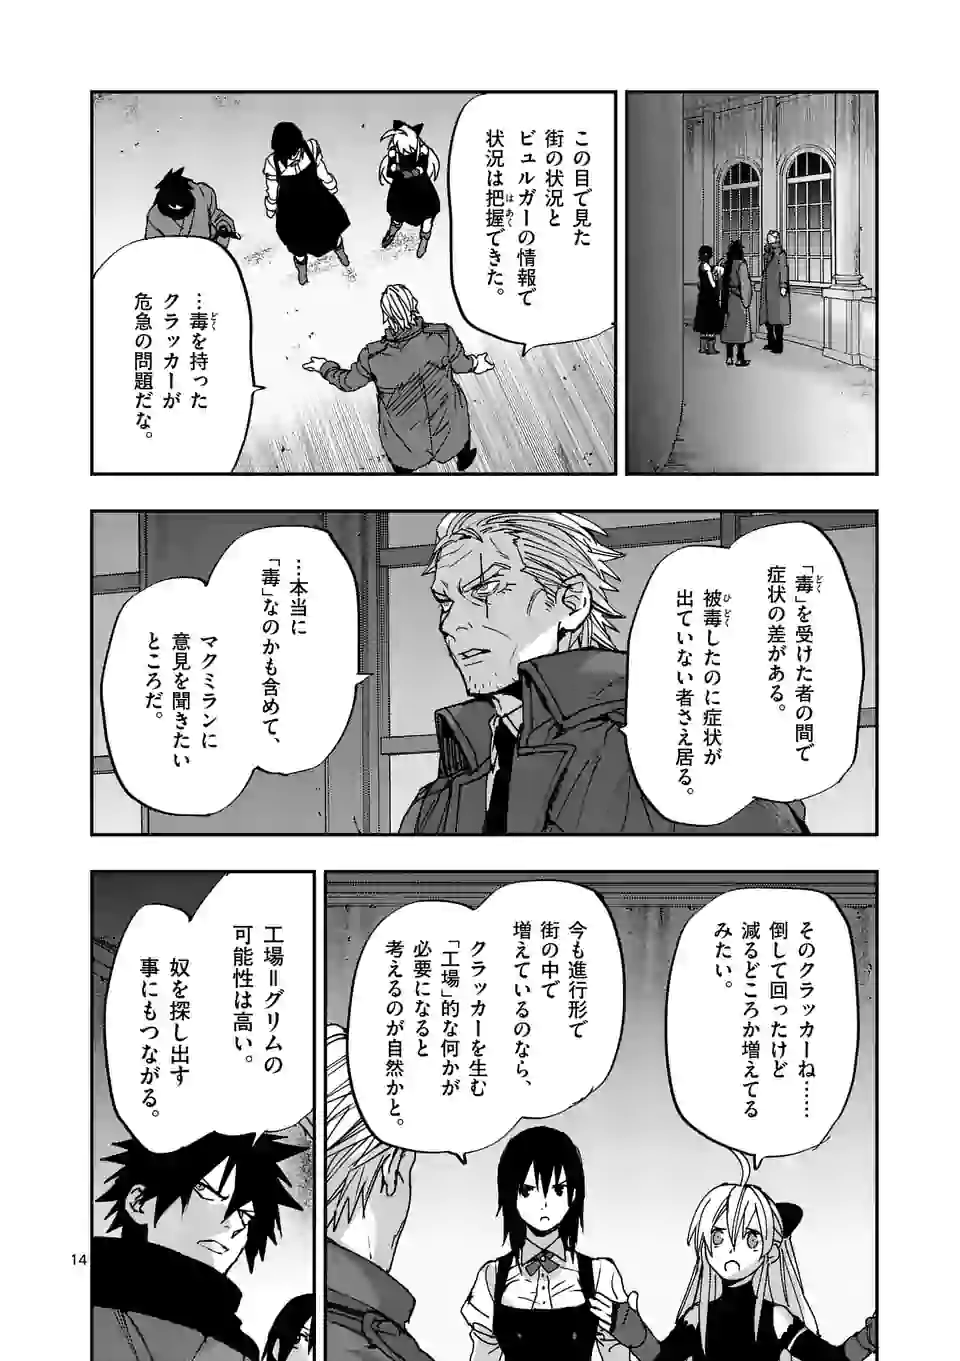 この目で見た
街の状況と
ビュルガーの情報で
状況は把握できた。
はあく
…毒を持った
どく
クラッカーが
危急の問題だな。
「毒」を受けた者の間で
どく
症状の差がある。
被毒したのに症状が
ひどく
出ていない者さえ居る。
…本当に
「毒」なのかも含めて、
マクミランに
意見を聞きたい
ところだ。
そのクラッカーね……
倒して回ったけど
減るどころか増えてる
みたい。
今も進行形で
街の中で
増えているのなら、
クラッカーを生む
「工場」的な何かが
必要になると
考えるのが自然かと。
工場＝グリムの
可能性は高い。
奴を探し出す
事にもつながる。
14